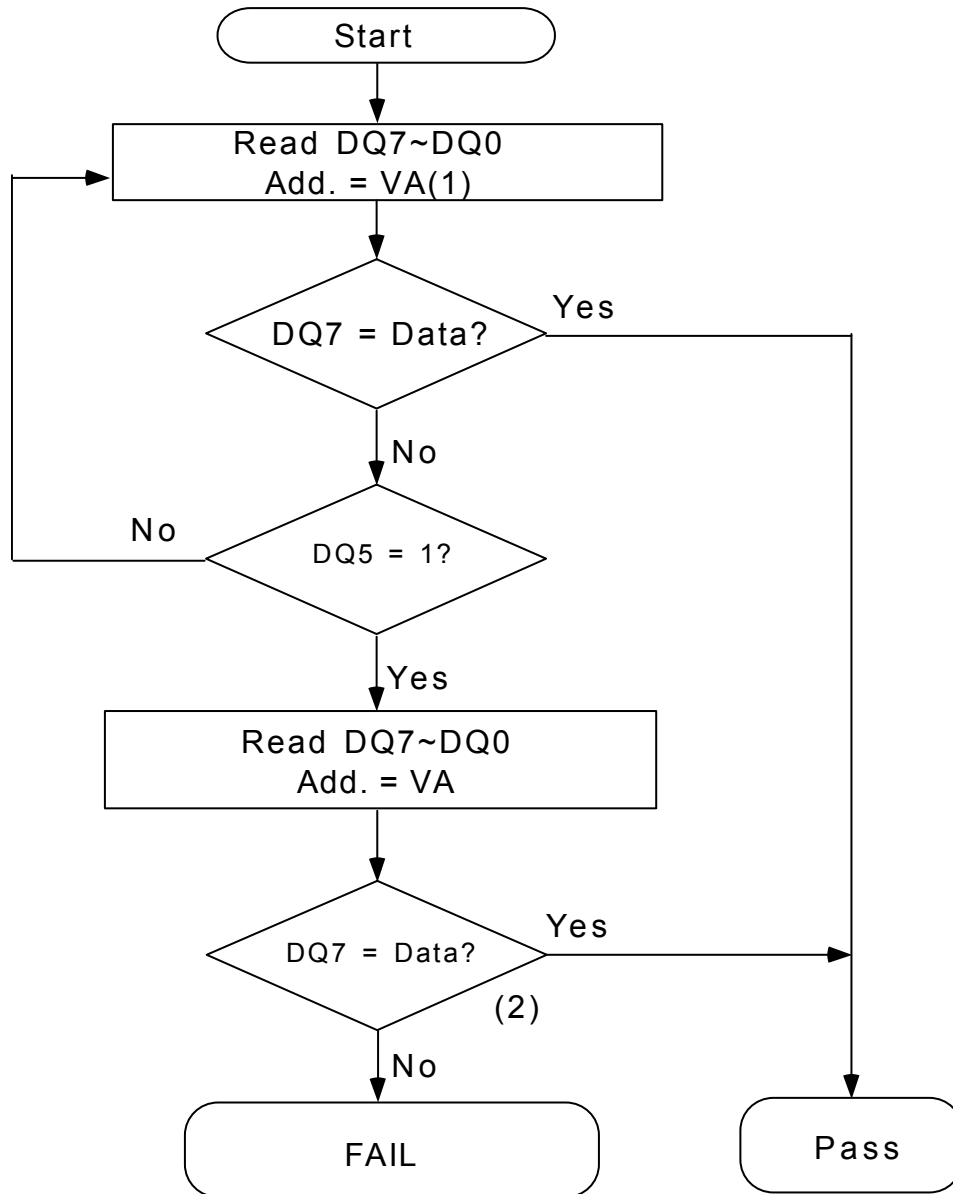 Start
Read DQ7~DQ0
Add. = VA(1)
DQ7 = Data?
Yes
No
DQ5 = 1?
No
Yes
Read DQ7~DQ0
Add. = VA
DQ7 = Data?
Yes
(2)
No
FAIL
Pass